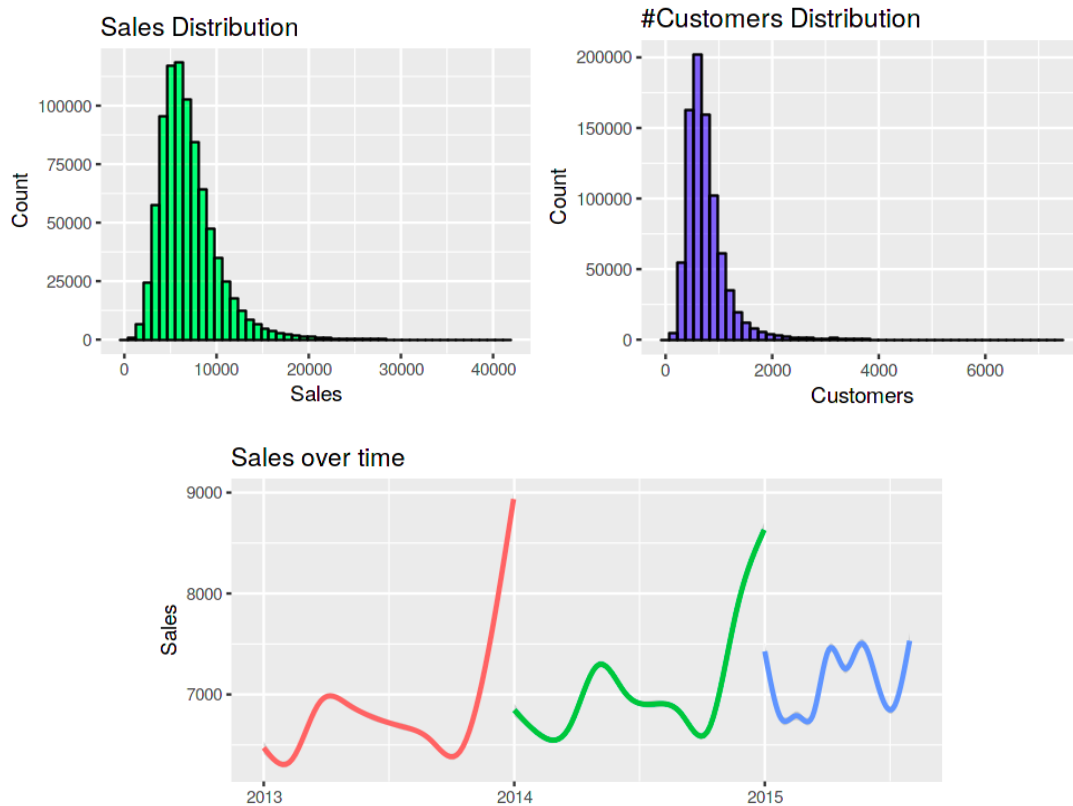 Sales Distribution
100000
75000
50000
25000
0
Count
0 10000 20000 30000 40000
Sales
#Customers Distribution
200000
150000
100000
50000
0
Count
0 2000 4000 6000
Customers
Sales over time
9000
8000
7000
Sales
2013 2014 2015